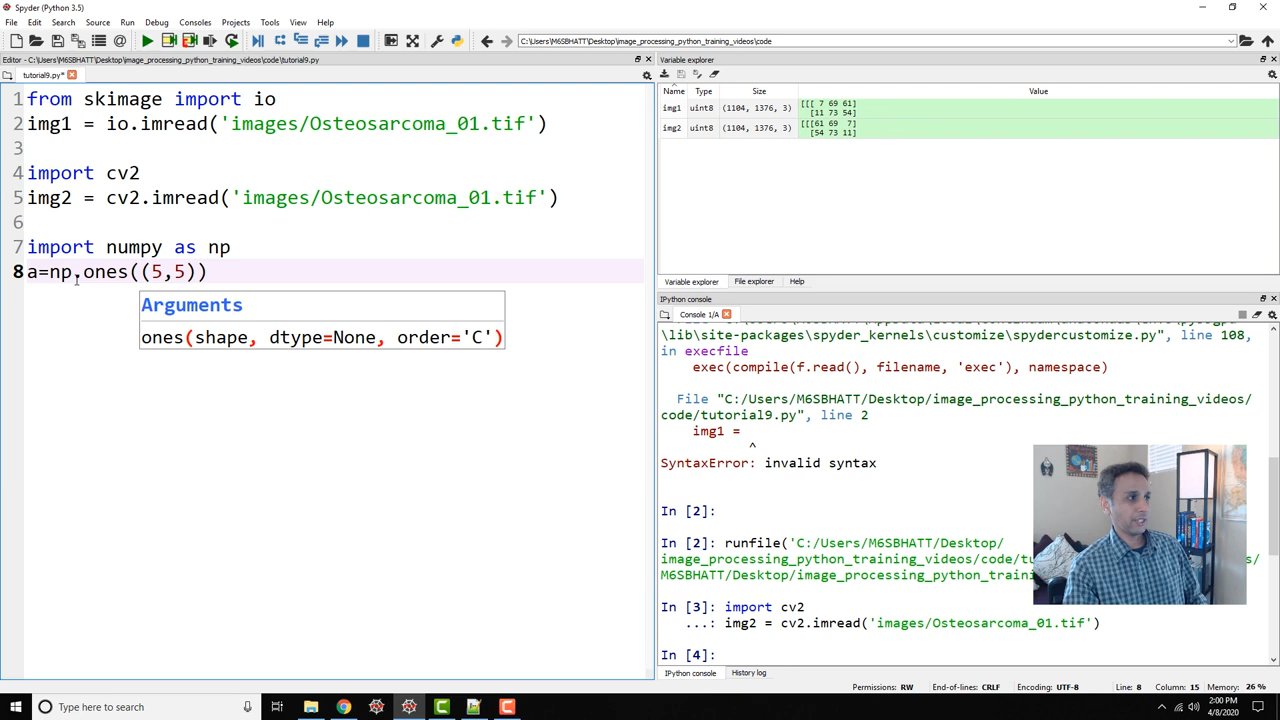 Spyder (Python 3.5)
File Edit Search Source Run Debug Consoles Projects Tools View Help
C:\Users\M6SBHATT\Desktop\image_processing_python_training_videos\code
Editor - C:\Users\M6SBHATT\Desktop\image_processing_python_training_videos\code\tutorial9.py
tutorial9.py*
1 from skimage import io
2 img1 = io.imread('images/Osteosarcoma_01.tif')
3
4 import cv2
5 img2 = cv2.imread('images/Osteosarcoma_01.tif')
6
7 import numpy as np
8 a=np.ones((5,5))
Arguments
ones(shape, dtype=None, order='C')
Variable explorer
Name Type Size Value
img1 uint8 (1104, 1376, 3) [[[ 7 69 61]
[11 73 54]
img2 uint8 (1104, 1376, 3) [[[61 69 7]
[54 73 11]
Variable explorer File explorer Help
IPython console
Console 1/A
\lib\site-packages\spyder_kernels\customize\spydercustomize.py", line 108,
in execfile
exec(compile(f.read(), filename, 'exec'), namespace)
File "C:/Users/M6SBHATT/Desktop/image_processing_python_training_videos/
code/tutorial9.py", line 2
img1 =
^
SyntaxError: invalid syntax
In [2]:
In [2]: runfile('C:/Users/M6SBHATT/Desktop/
image_processing_python_training_videos/code/tu
M6SBHATT/Desktop/image_processing_python_traini
In [3]: import cv2
...: img2 = cv2.imread('images/Osteosarcoma_01.tif')
In [4]:
IPython console History log
Permissions: RW End-of-lines: CRLF Encoding: UTF-8 Line: 8 Column: 15 Memory: 26 %
Type here to search
2:00 PM
4/8/2020